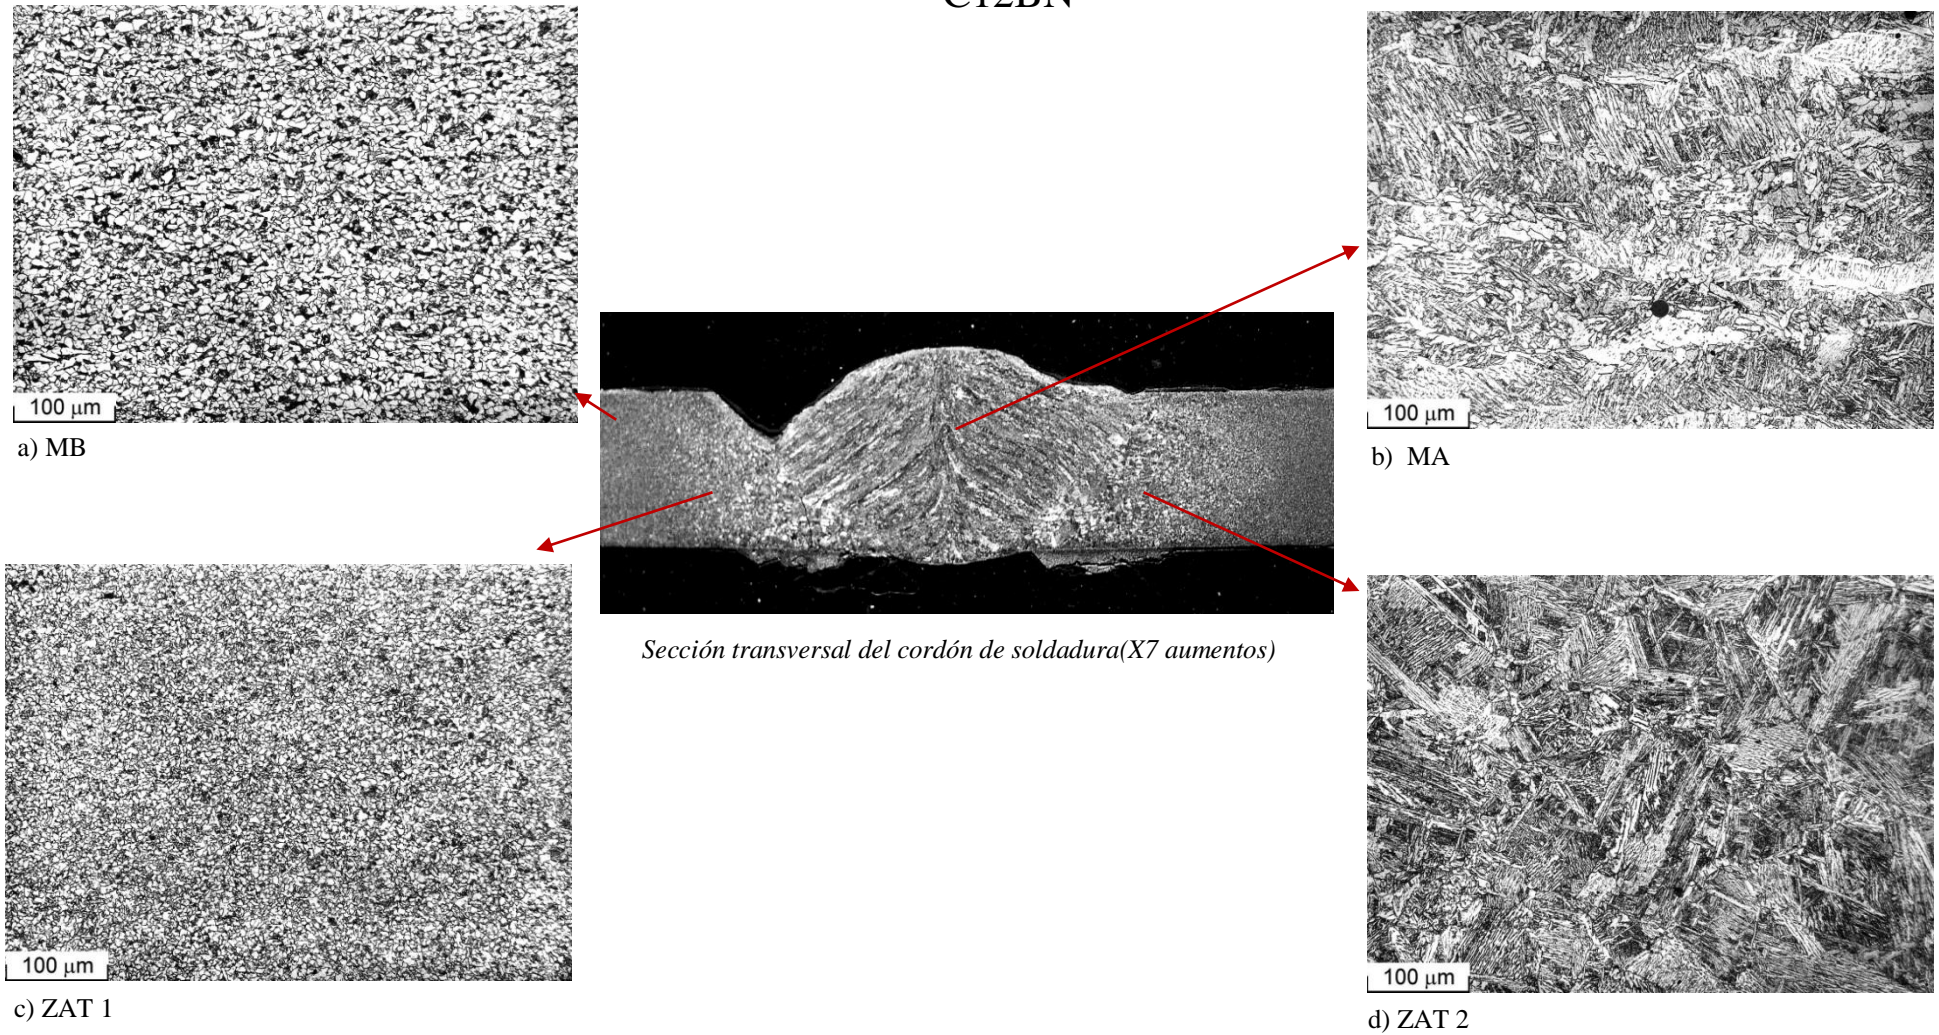 C12BN
100 µm
a) MB
100 µm
b) MA
Sección transversal del cordón de soldadura(X7 aumentos)
100 µm
c) ZAT 1
100 µm
d) ZAT 2